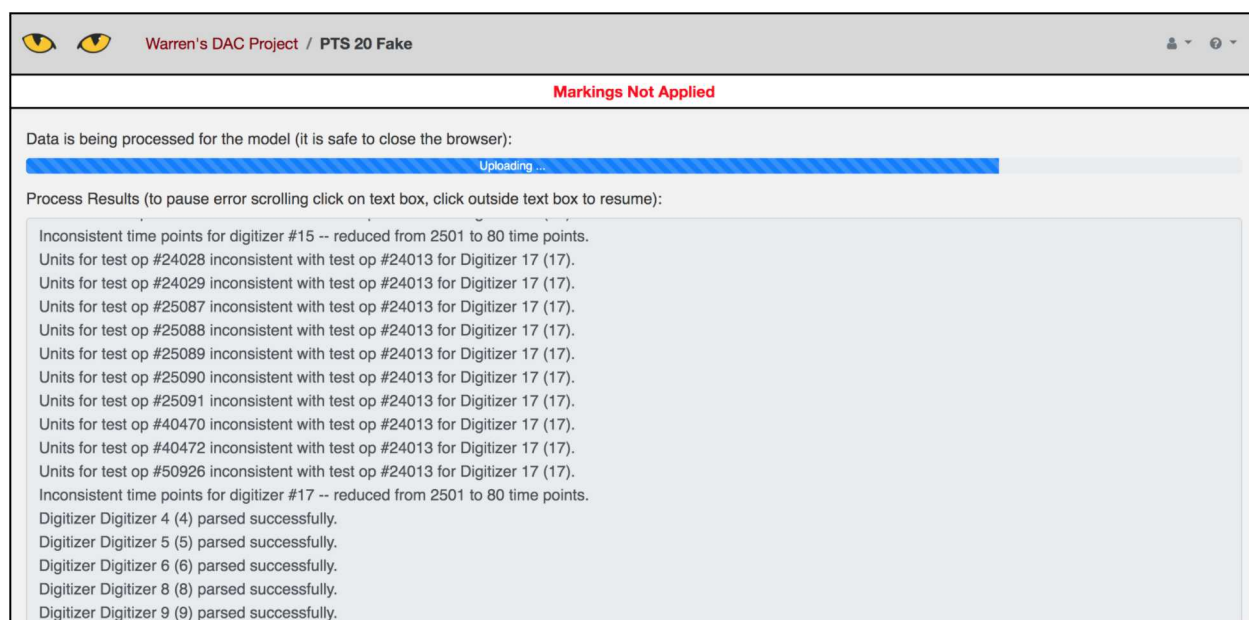 Warren's DAC Project / PTS 20 Fake
Markings Not Applied
Data is being processed for the model (it is safe to close the browser):
Uploading ...
Process Results (to pause error scrolling click on text box, click outside text box to resume):
Inconsistent time points for digitizer #15 -- reduced from 2501 to 80 time points.
Units for test op #24028 inconsistent with test op #24013 for Digitizer 17 (17).
Units for test op #24029 inconsistent with test op #24013 for Digitizer 17 (17).
Units for test op #25087 inconsistent with test op #24013 for Digitizer 17 (17).
Units for test op #25088 inconsistent with test op #24013 for Digitizer 17 (17).
Units for test op #25089 inconsistent with test op #24013 for Digitizer 17 (17).
Units for test op #25090 inconsistent with test op #24013 for Digitizer 17 (17).
Units for test op #25091 inconsistent with test op #24013 for Digitizer 17 (17).
Units for test op #40470 inconsistent with test op #24013 for Digitizer 17 (17).
Units for test op #40472 inconsistent with test op #24013 for Digitizer 17 (17).
Units for test op #50926 inconsistent with test op #24013 for Digitizer 17 (17).
Inconsistent time points for digitizer #17 -- reduced from 2501 to 80 time points.
Digitizer Digitizer 4 (4) parsed successfully.
Digitizer Digitizer 5 (5) parsed successfully.
Digitizer Digitizer 6 (6) parsed successfully.
Digitizer Digitizer 8 (8) parsed successfully.
Digitizer Digitizer 9 (9) parsed successfully.